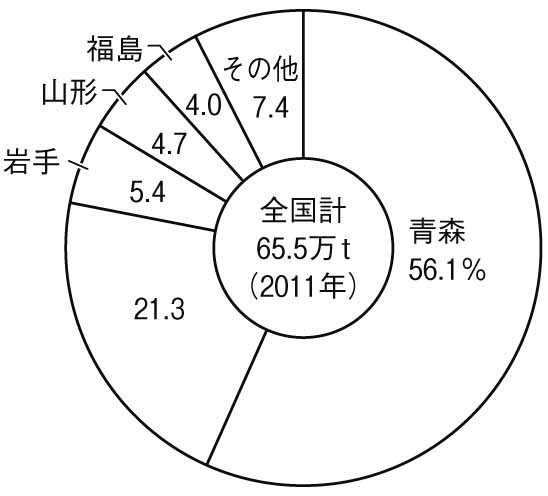 福島
その他
7.4
山形
4.0
4.7
岩手
5.4
全国計
65.5万t
(2011年)
青森
56.1%
21.3